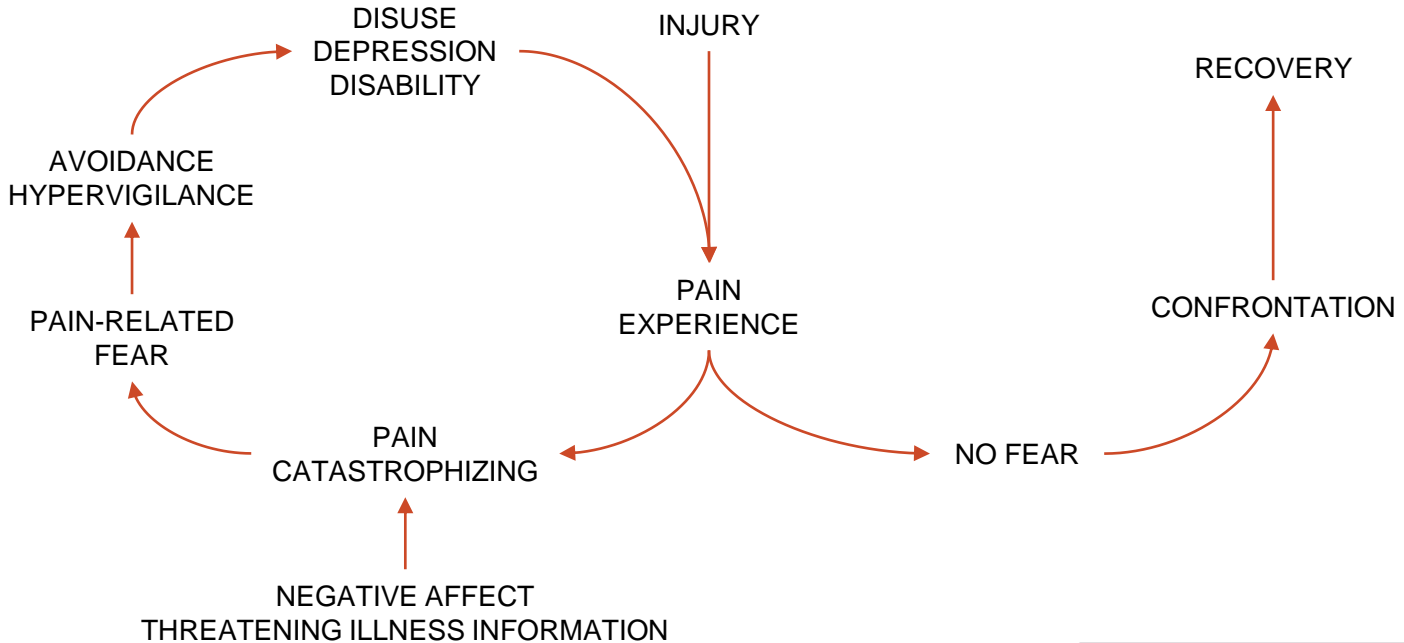 DISUSE
DEPRESSION
DISABILITY
INJURY
RECOVERY
AVOIDANCE
HYPERVIGILANCE
PAIN
EXPERIENCE
CONFRONTATION
PAIN-RELATED
FEAR
PAIN
CATASTROPHIZING
NO FEAR
NEGATIVE AFFECT
THREATENING ILLNESS INFORMATION